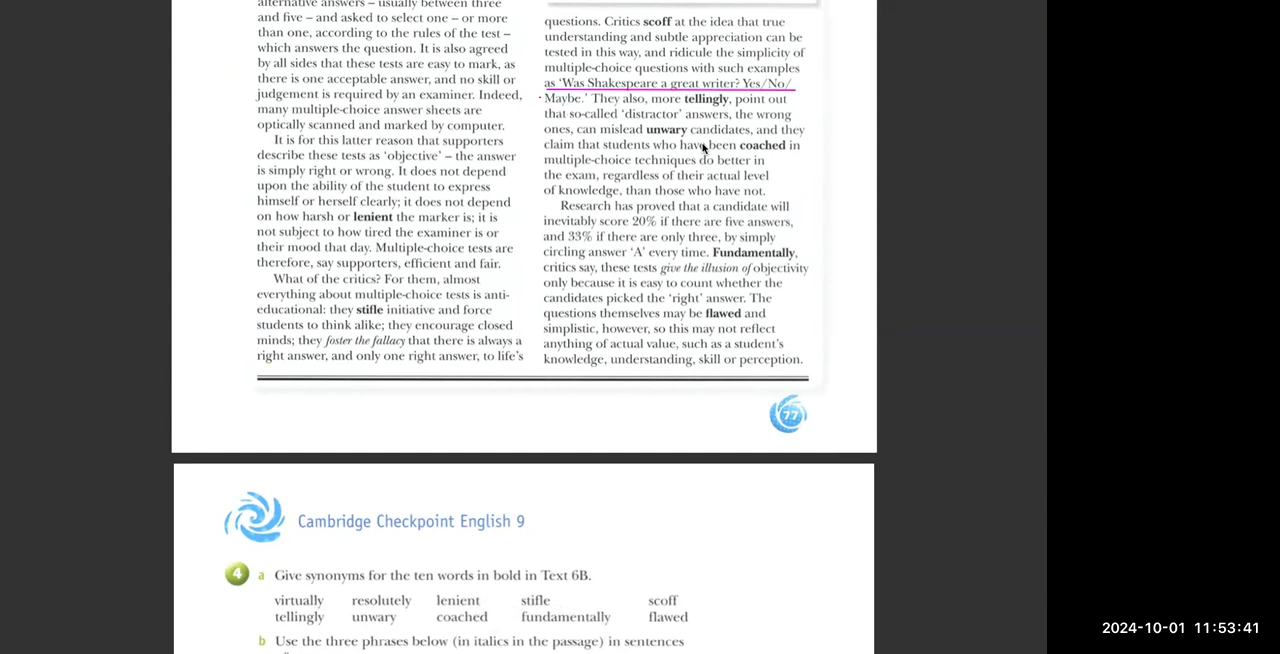 alternative answers – usually between three
and five – and asked to select one – or more
than one, according to the rules of the test –
which answers the question. It is also agreed
by all sides that these tests are easy to mark, as
there is one acceptable answer, and no skill or
judgement is required by an examiner. Indeed,
many multiple-choice answer sheets are
optically scanned and marked by computer.
It is for this latter reason that supporters
describe these tests as ‘objective’ – the answer
is simply right or wrong. It does not depend
upon the ability of the student to express
himself or herself clearly; it does not depend
on how harsh or lenient the marker is; it is
not subject to how tired the examiner is or
their mood that day. Multiple-choice tests are
therefore, say supporters, efficient and fair.
What of the critics? For them, almost
everything about multiple-choice tests is anti-
educational: they stifle initiative and force
students to think alike; they encourage closed
minds; they foster the fallacy that there is always a
right answer, and only one right answer, to life’s
questions. Critics scoff at the idea that true
understanding and subtle appreciation can be
tested in this way, and ridicule the simplicity of
multiple-choice questions with such examples
as ‘Was Shakespeare a great writer? Yes/No/
Maybe.’ They also, more tellingly, point out
that so-called ‘distractor’ answers, the wrong
ones, can mislead unwary candidates, and they
claim that students who have been coached in
multiple-choice techniques do better in
the exam, regardless of their actual level
of knowledge, than those who have not.
Research has proved that a candidate will
inevitably score 20% if there are five answers,
and 33% if there are only three, by simply
circling answer ‘A’ every time. Fundamentally,
critics say, these tests give the illusion of objectivity
only because it is easy to count whether the
candidates picked the ‘right’ answer. The
questions themselves may be flawed and
simplistic, however, so this may not reflect
anything of actual value, such as a student’s
knowledge, understanding, skill or perception.
77
Cambridge Checkpoint English 9
4 a Give synonyms for the ten words in bold in Text 6B.
virtually resolutely lenient stifle scoff
tellingly unwary coached fundamentally flawed
b Use the three phrases below (in italics in the passage) in sentences
2024-10-01 11:53:41